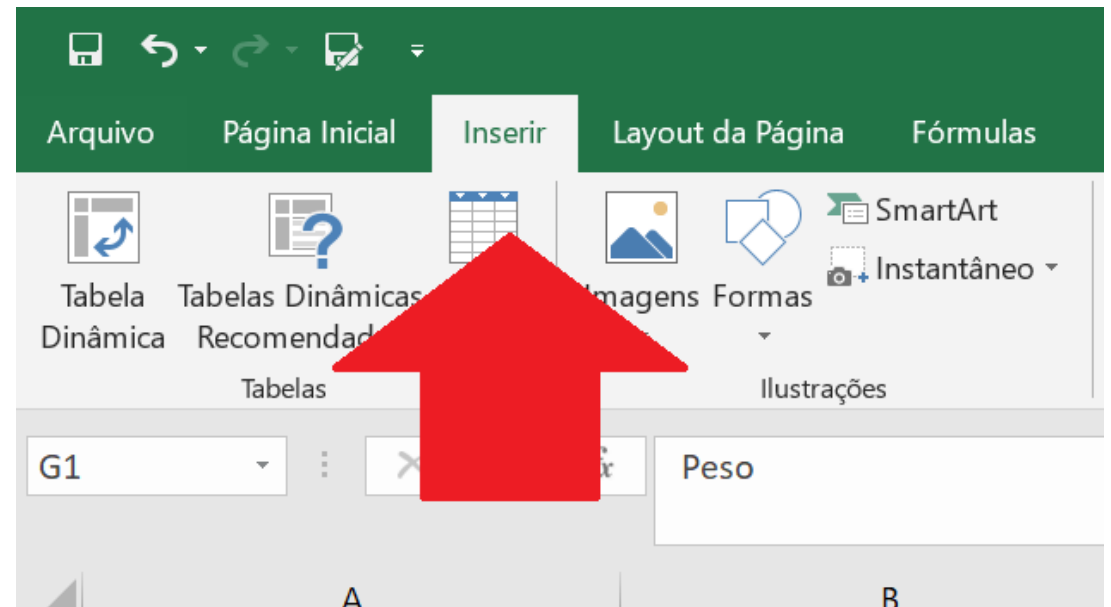 Arquivo Página Inicial Inserir Layout da Página Fórmulas
SmartArt
Instantâneo
Tabela Tabelas Dinâmicas Imagens Formas
Dinâmica
Tabelas Ilustrações
G1 Peso
A B